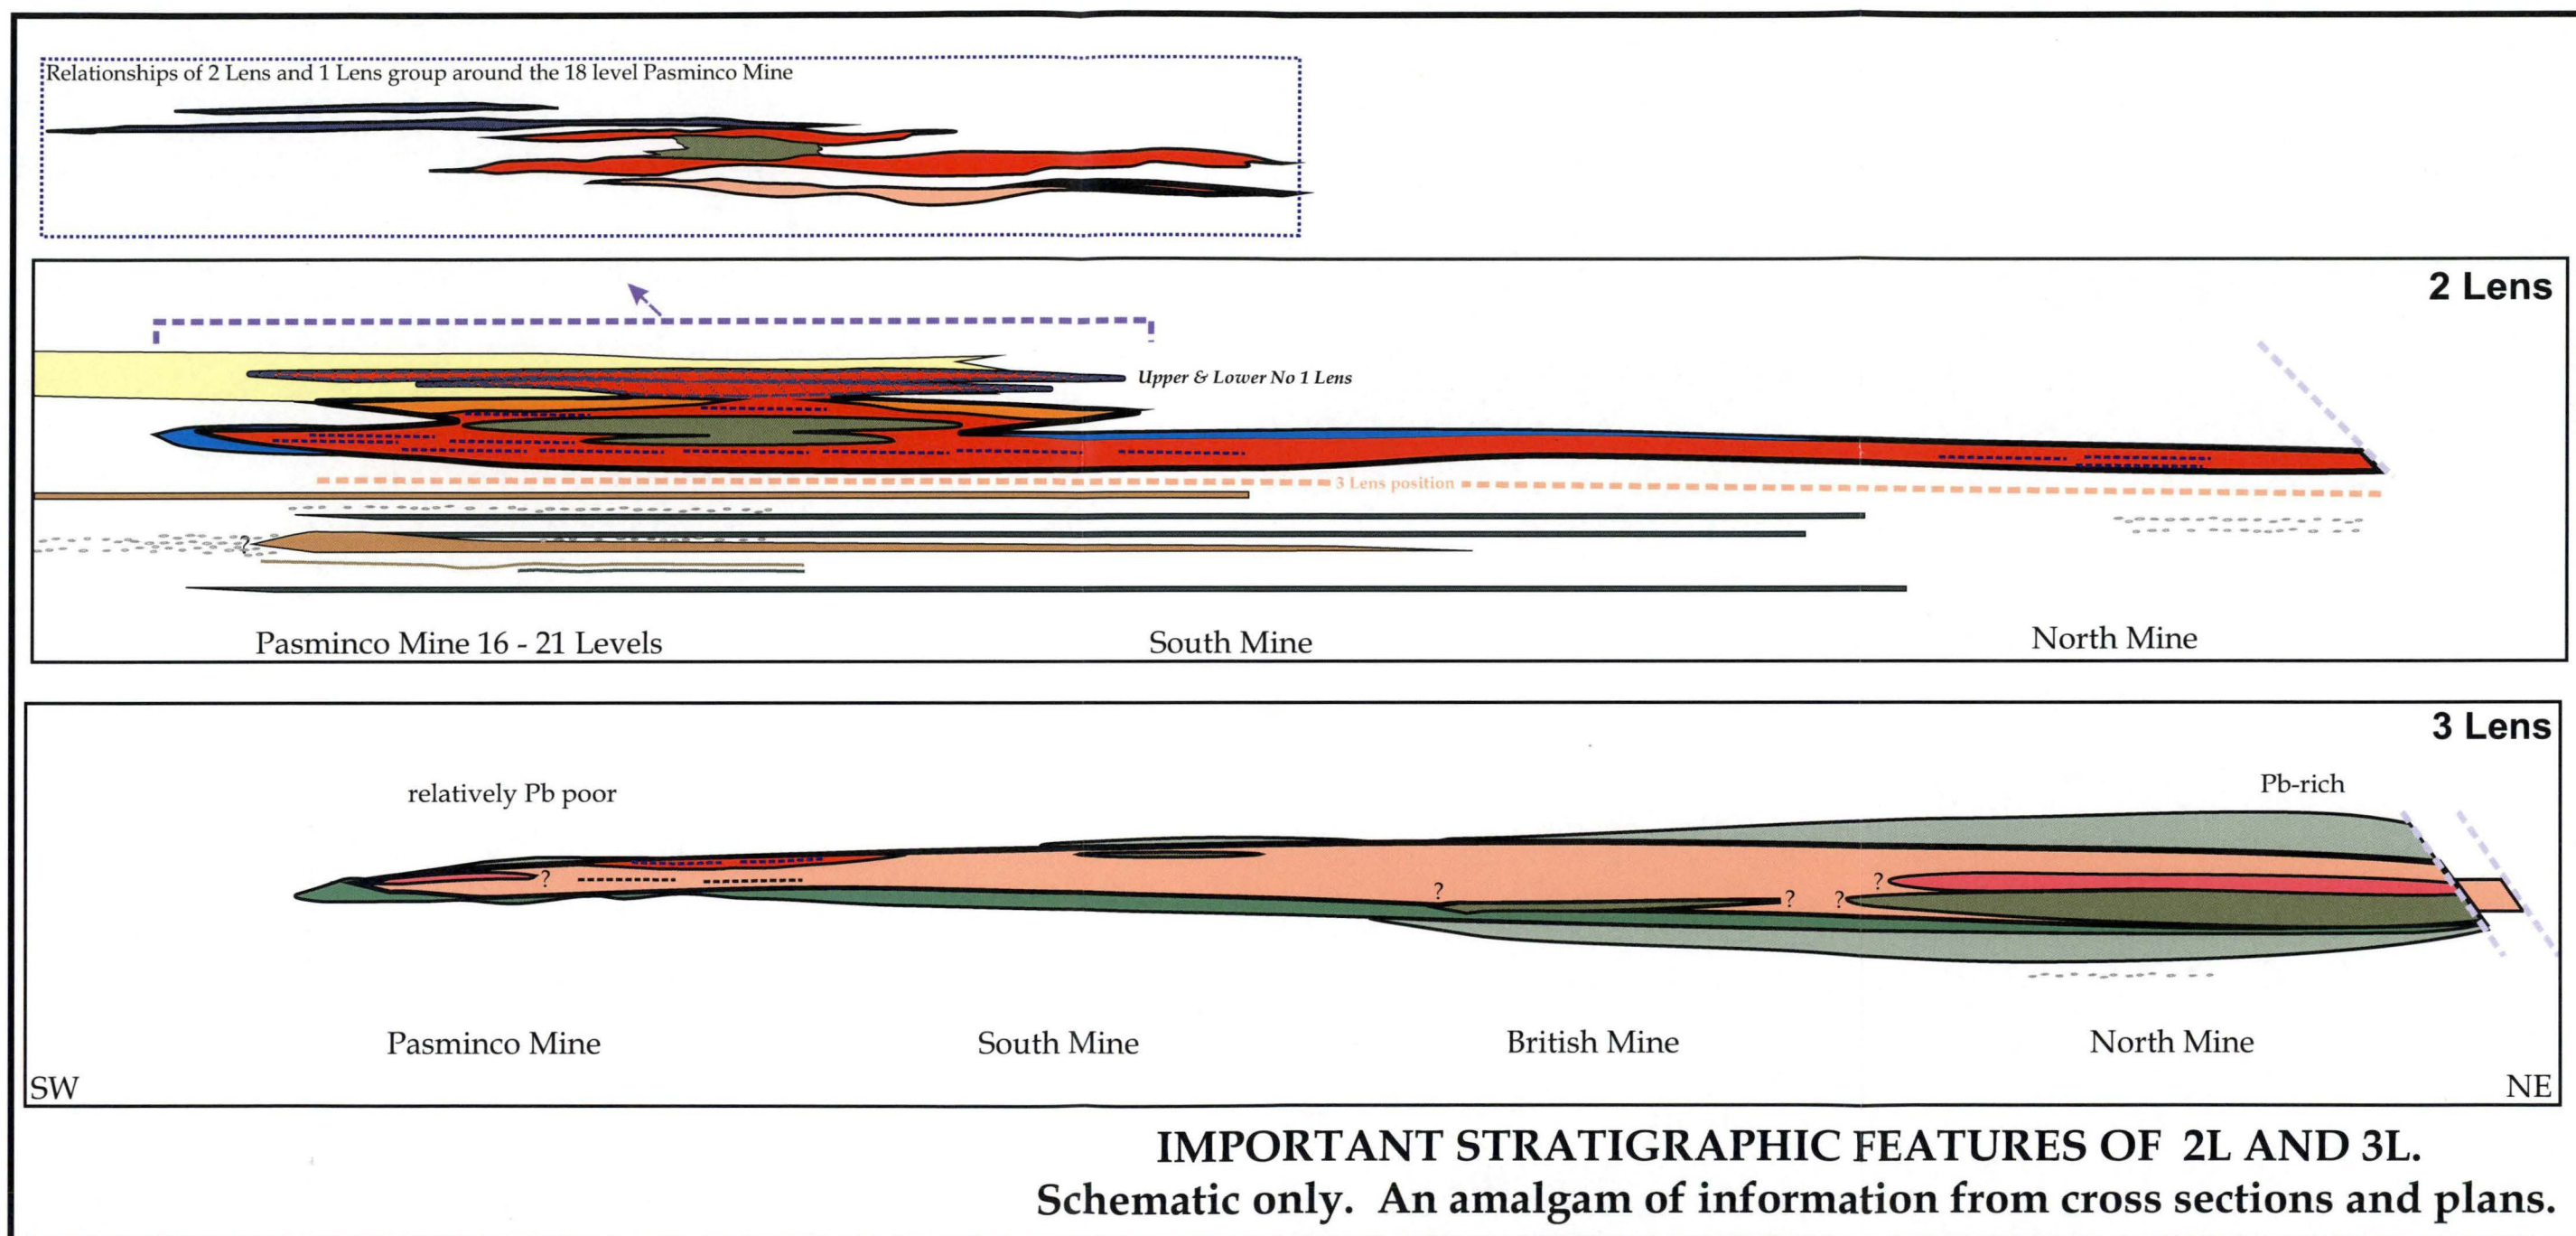 Relationships of 2 Lens and 1 Lens group around the 18 level Pasminco Mine
2 Lens
Upper & Lower No 1 Lens
3 Lens position
?
Pasminco Mine 16 - 21 Levels
South Mine
North Mine
3 Lens
relatively Pb poor
Pb-rich
?
?
?
?
?
Pasminco Mine
South Mine
British Mine
North Mine
SW
NE
IMPORTANT STRATIGRAPHIC FEATURES OF 2L AND 3L.
Schematic only. An amalgam of information from cross sections and plans.